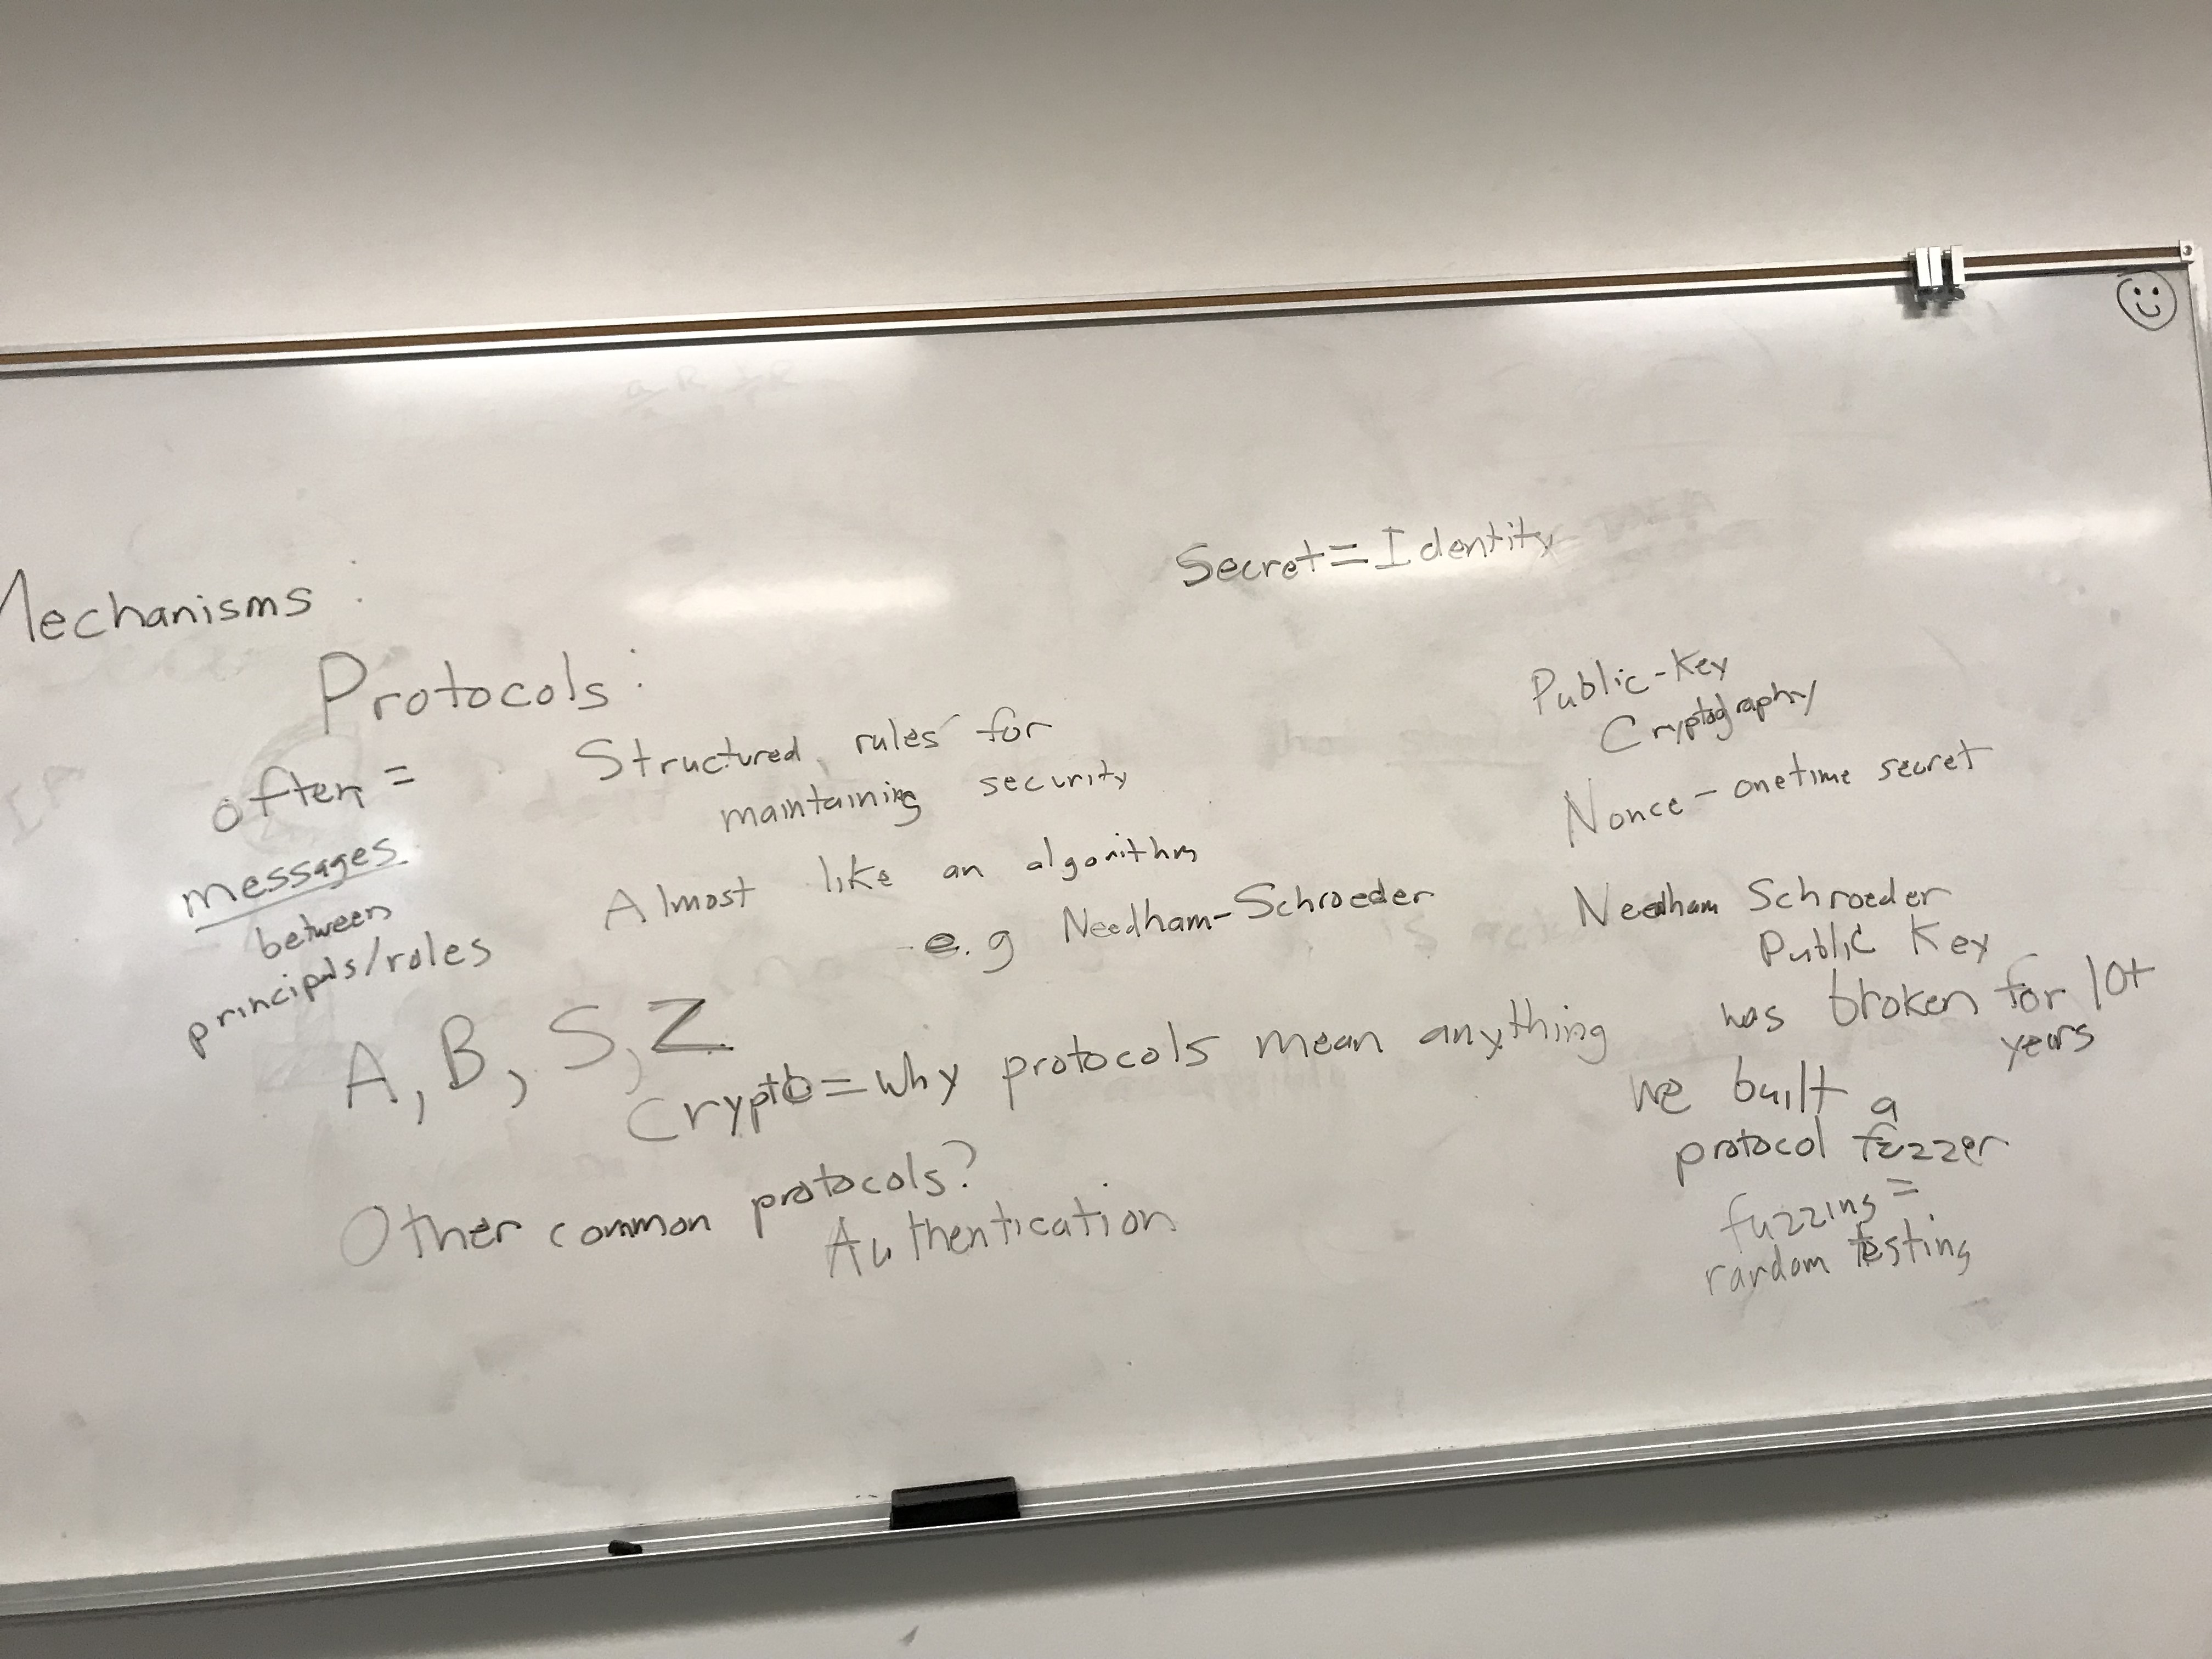 Mechanisms:
Secret = Identity
Protocols:
often =
messages
between
principals/roles
Structured rules for
maintaining security
Almost like an algorithm
- e.g Needham-Schroeder
A, B, S, Z
Crypto = why protocols mean anything
Other common protocols?
Authentication
Public-Key
Cryptography
Nonce - onetime secret
Needham Schroeder
Public Key
was broken for 10+
years
we built a
protocol fuzzer
fuzzing =
random testing